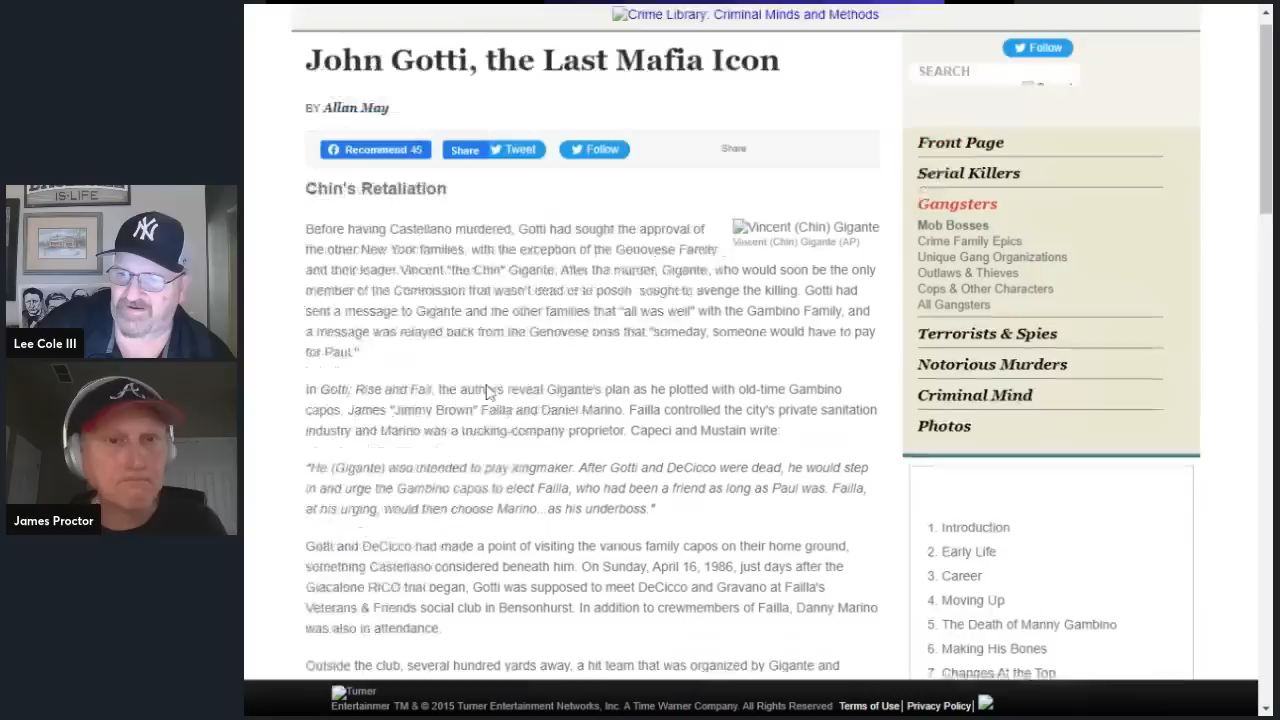 Crime Library: Criminal Minds and Methods
John Gotti, the Last Mafia Icon
BY Allan May
Recommend 45
Share
Tweet
Follow
Share
Chin's Retaliation
Before having Castellano murdered, Gotti had sought the approval of
the other New York families, with the exception of the Genovese Family
and their leader Vincent "the Chin" Gigante. After the murder, Gigante, who would soon be the only
member of the Commission that wasn't dead or in prison, sought to avenge the killing. Gotti had
sent a message to Gigante and the other families that "all was well" with the Gambino Family, and
a message was relayed back from the Genovese boss that "someday, someone would have to pay
for Paul."
Vincent (Chin) Gigante
Vincent (Chin) Gigante (AP)
In Gotti: Rise and Fall, the authors reveal Gigante's plan as he plotted with old-time Gambino
capos. James "Jimmy Brown" Failla and Daniel Marino. Failla controlled the city's private sanitation
industry and Marino was a trucking-company proprietor. Capeci and Mustain write:
"He (Gigante) also intended to play kingmaker. After Gotti and DeCicco were dead, he would step
in and urge the Gambino capos to elect Failla, who had been a friend as long as Paul was. Failla,
at his urging, would then choose Marino...as his underboss."
Gotti and DeCicco had made a point of visiting the various family capos on their home ground,
something Castellano considered beneath him. On Sunday, April 16, 1986, just days after the
Giacalone RICO trial began, Gotti was supposed to meet DeCicco and Gravano at Failla's
Veterans & Friends social club in Bensonhurst. In addition to crewmembers of Failla, Danny Marino
was also in attendance.
Outside the club, several hundred yards away, a hit team that was organized by Gigante and
Follow
SEARCH
Front Page
Serial Killers
Gangsters
Mob Bosses
Crime Family Epics
Unique Gang Organizations
Outlaws & Thieves
Cops & Other Characters
All Gangsters
Terrorists & Spies
Notorious Murders
Criminal Mind
Photos
1. Introduction
2. Early Life
3. Career
4. Moving Up
5. The Death of Manny Gambino
6. Making His Bones
7. Changes At the Top
Turner
TM & © 2015 Turner Entertainment Networks, Inc. A Time Warner Company. All Rights Reserved Terms of Use| Privacy Policy|
IS-LIFE
NY
Lee Cole III
A
James Proctor